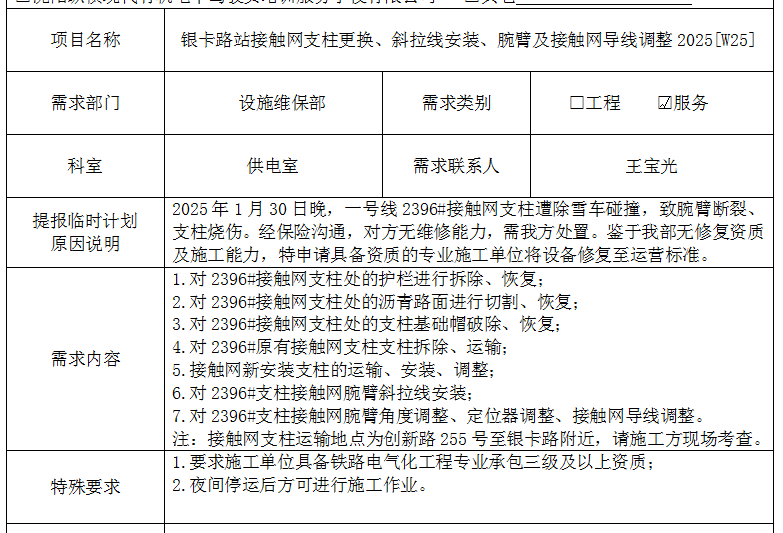 项目名称
银卡路站接触网支柱更换、斜拉线安装、腕臂及接触网导线调整 2025[W25]
需求部门
设施维保部
需求类别
☐工程 ☑服务
科室
供电室
需求联系人
王宝光
提报临时计划
原因说明
2025 年 1 月 30 日晚，一号线 2396#接触网支柱遭除雪车碰撞，致腕臂断裂、
支柱烧伤。经保险沟通，对方无维修能力，需我方处置。鉴于我部无修复资质
及施工能力，特申请具备资质的专业施工单位将设备修复至运营标准。
需求内容
1.对 2396#接触网支柱处的护栏进行拆除、恢复；
2.对 2396#接触网支柱处的沥青路面进行切割、恢复；
3.对 2396#接触网支柱处的支柱基础帽破除、恢复；
4.对 2396#原有接触网支柱支柱拆除、运输；
5.接触网新安装支柱的运输、安装、调整；
6.对 2396#支柱接触网腕臂斜拉线安装；
7.对 2396#支柱接触网腕臂角度调整、定位器调整、接触网导线调整。
注：接触网支柱运输地点为创新路 255 号至银卡路附近，请施工方现场考查。
特殊要求
1.要求施工单位具备铁路电气化工程专业承包三级及以上资质；
2.夜间停运后方可进行施工作业。